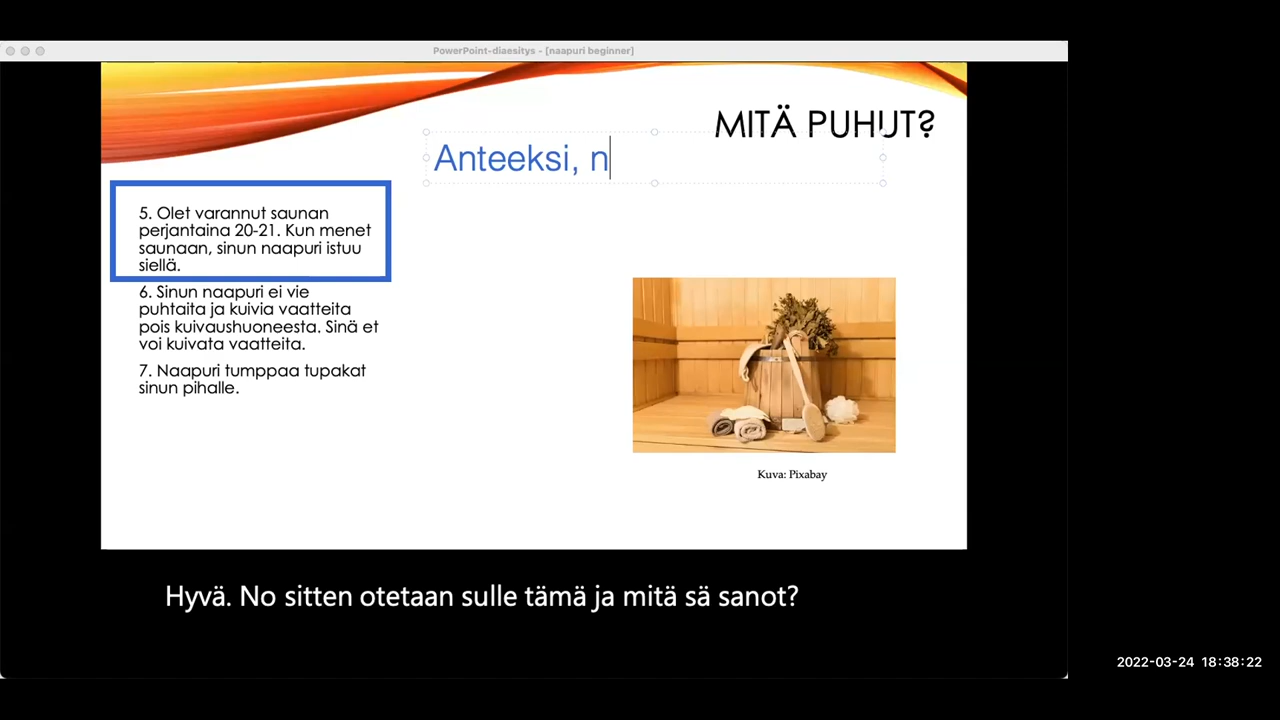 PowerPoint-diaesitys - [naapuri beginner]
MITÄ PUHUT?
Anteeksi, n
5. Olet varannut saunan
perjantaina 20-21. Kun menet
saunaan, sinun naapuri istuu
siellä.
6. Sinun naapuri ei vie
puhtaita ja kuivia vaatteita
pois kuivaushuoneesta. Sinä et
voi kuivata vaatteita.
7. Naapuri tumppaa tupakat
sinun pihalle.
Kuva: Pixabay
Hyvä. No sitten otetaan sulle tämä ja mitä sä sanot?
2022-03-24 18:38:22